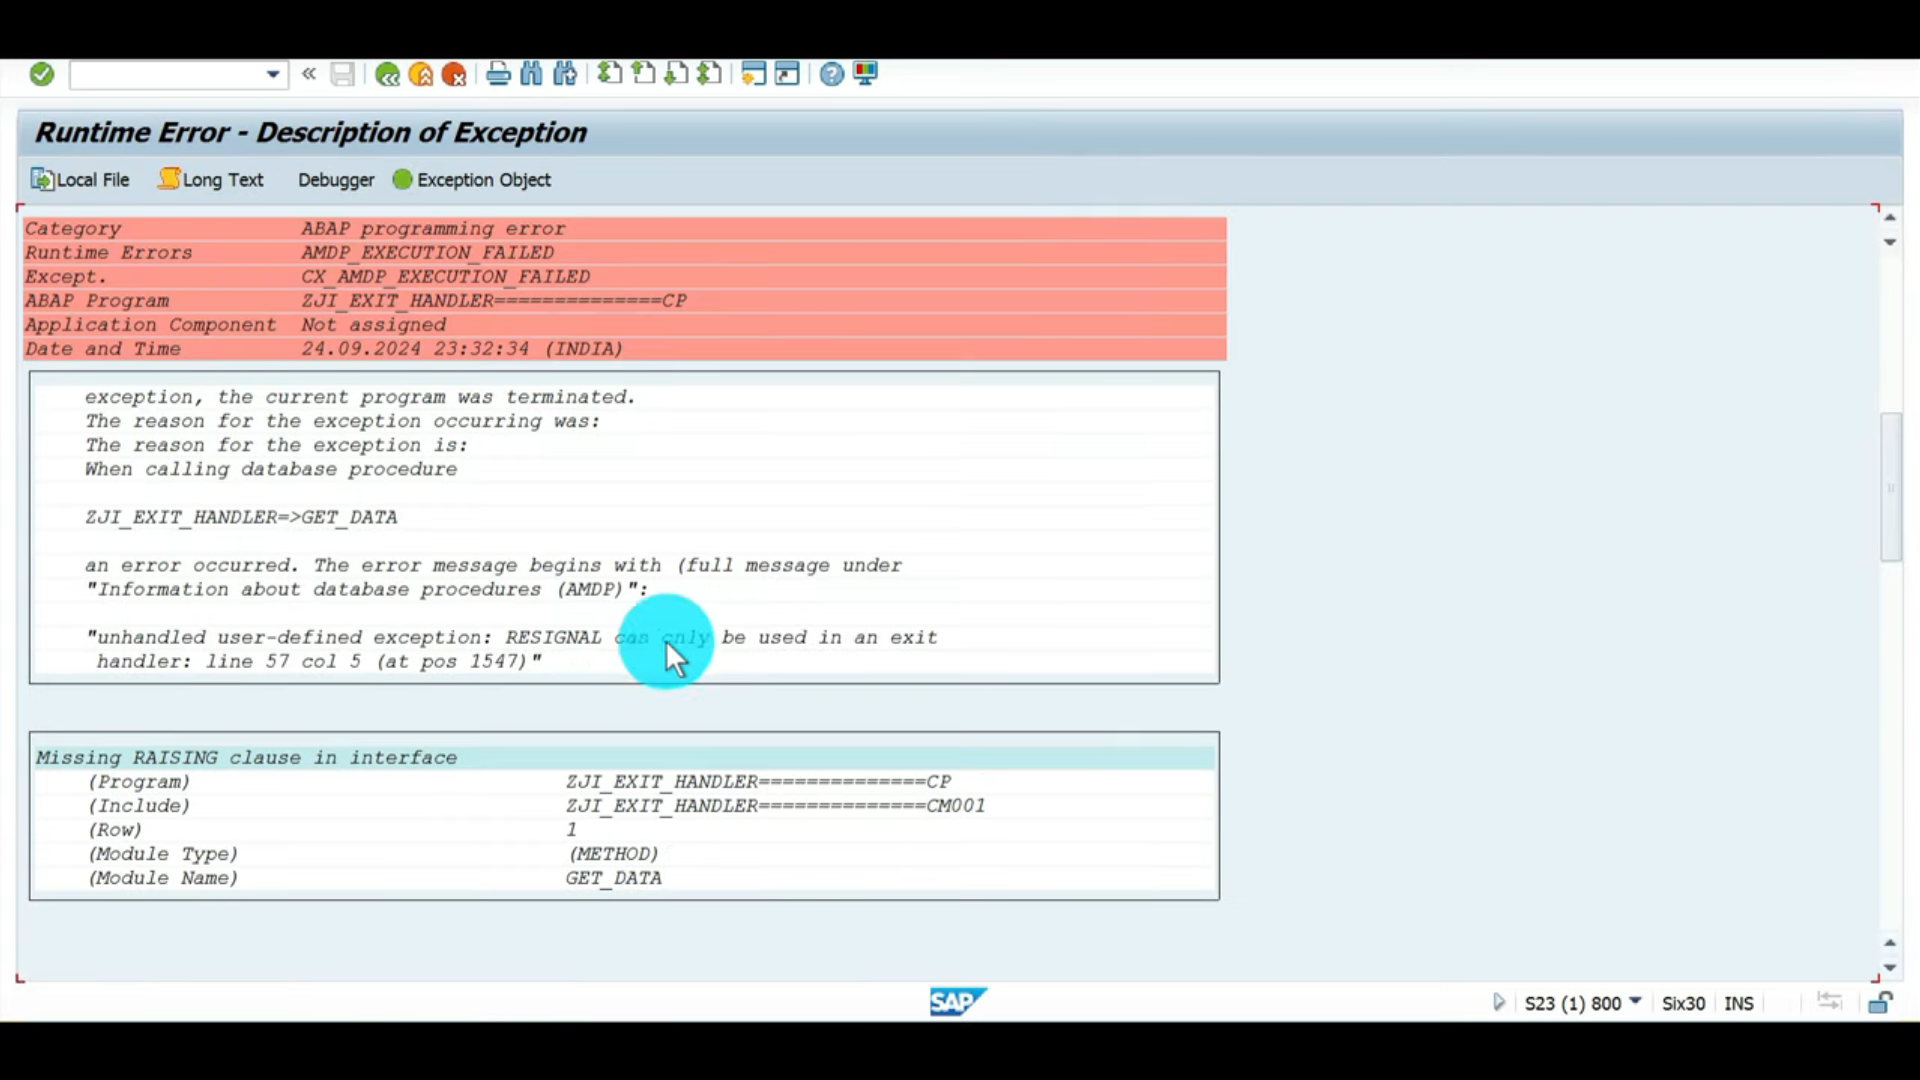 Runtime Error - Description of Exception
Local File Long Text Debugger Exception Object
Category ABAP programming error
Runtime Errors AMDP_EXECUTION_FAILED
Except. CX_AMDP_EXECUTION_FAILED
ABAP Program ZJI_EXIT_HANDLER==============CP
Application Component Not assigned
Date and Time 24.09.2024 23:32:34 (INDIA)
exception, the current program was terminated.
The reason for the exception occurring was:
The reason for the exception is:
When calling database procedure
ZJI_EXIT_HANDLER=>GET_DATA
an error occurred. The error message begins with (full message under
"Information about database procedures (AMDP)":
"unhandled user-defined exception: RESIGNAL can only be used in an exit
handler: line 57 col 5 (at pos 1547)"
Missing RAISING clause in interface
(Program) ZJI_EXIT_HANDLER==============CP
(Include) ZJI_EXIT_HANDLER==============CM001
(Row) 1
(Module Type) (METHOD)
(Module Name) GET_DATA
SAP S23 (1) 800 Six30 INS